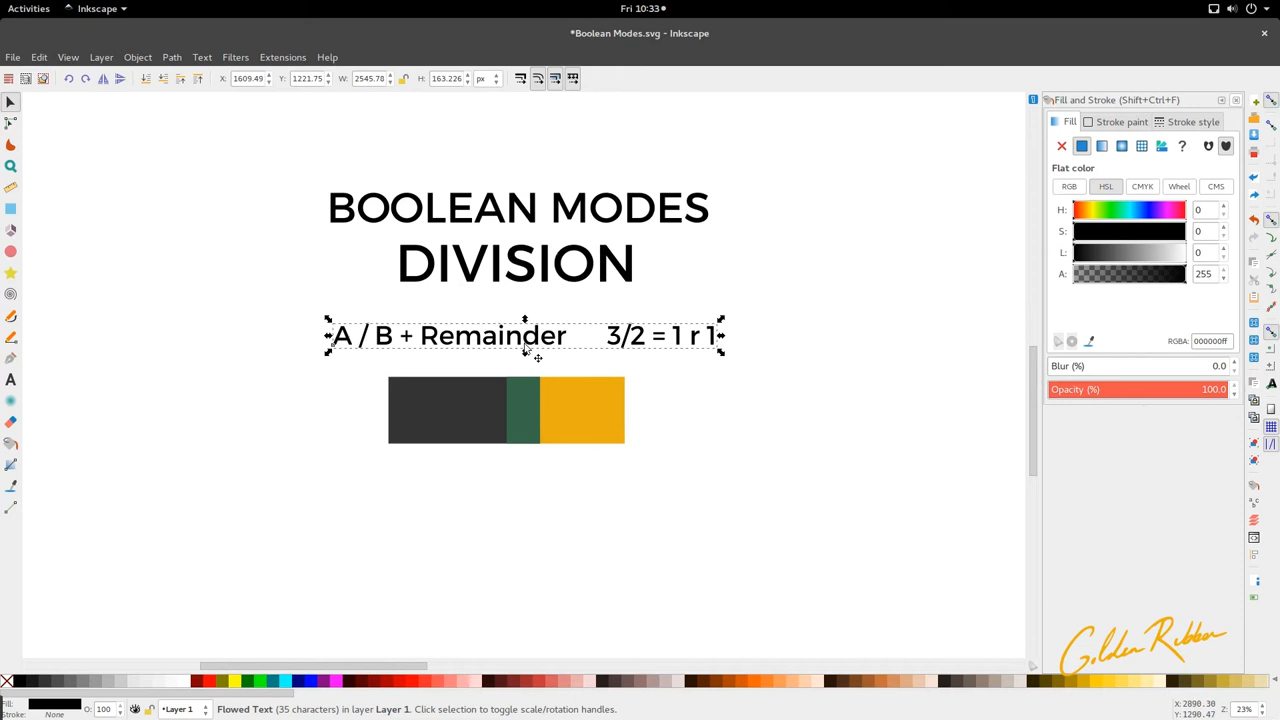 Activities
Inkscape
Fri 10:33
*Boolean Modes.svg - Inkscape
File Edit View Layer Object Path Text Filters Extensions Help
X: 1609.49 Y: 1221.75 W: 2545.78 H: 163.226 px
Fill and Stroke (Shift+Ctrl+F)
Fill Stroke paint Stroke style
?
Flat color
RGB HSL CMYK Wheel CMS
H: 0
S: 0
L: 0
A: 255
RGBA: 000000ff
Blur (%) 0.0
Opacity (%) 100.0
BOOLEAN MODES
DIVISION
A / B + Remainder 3/2 = 1 r 1
Golden Ribbon
Fill:
Stroke: None
O: 100
Layer 1
Flowed Text (35 characters) in layer Layer 1. Click selection to toggle scale/rotation handles.
X: 2890.30
Y: 1290.47
Z: 23%